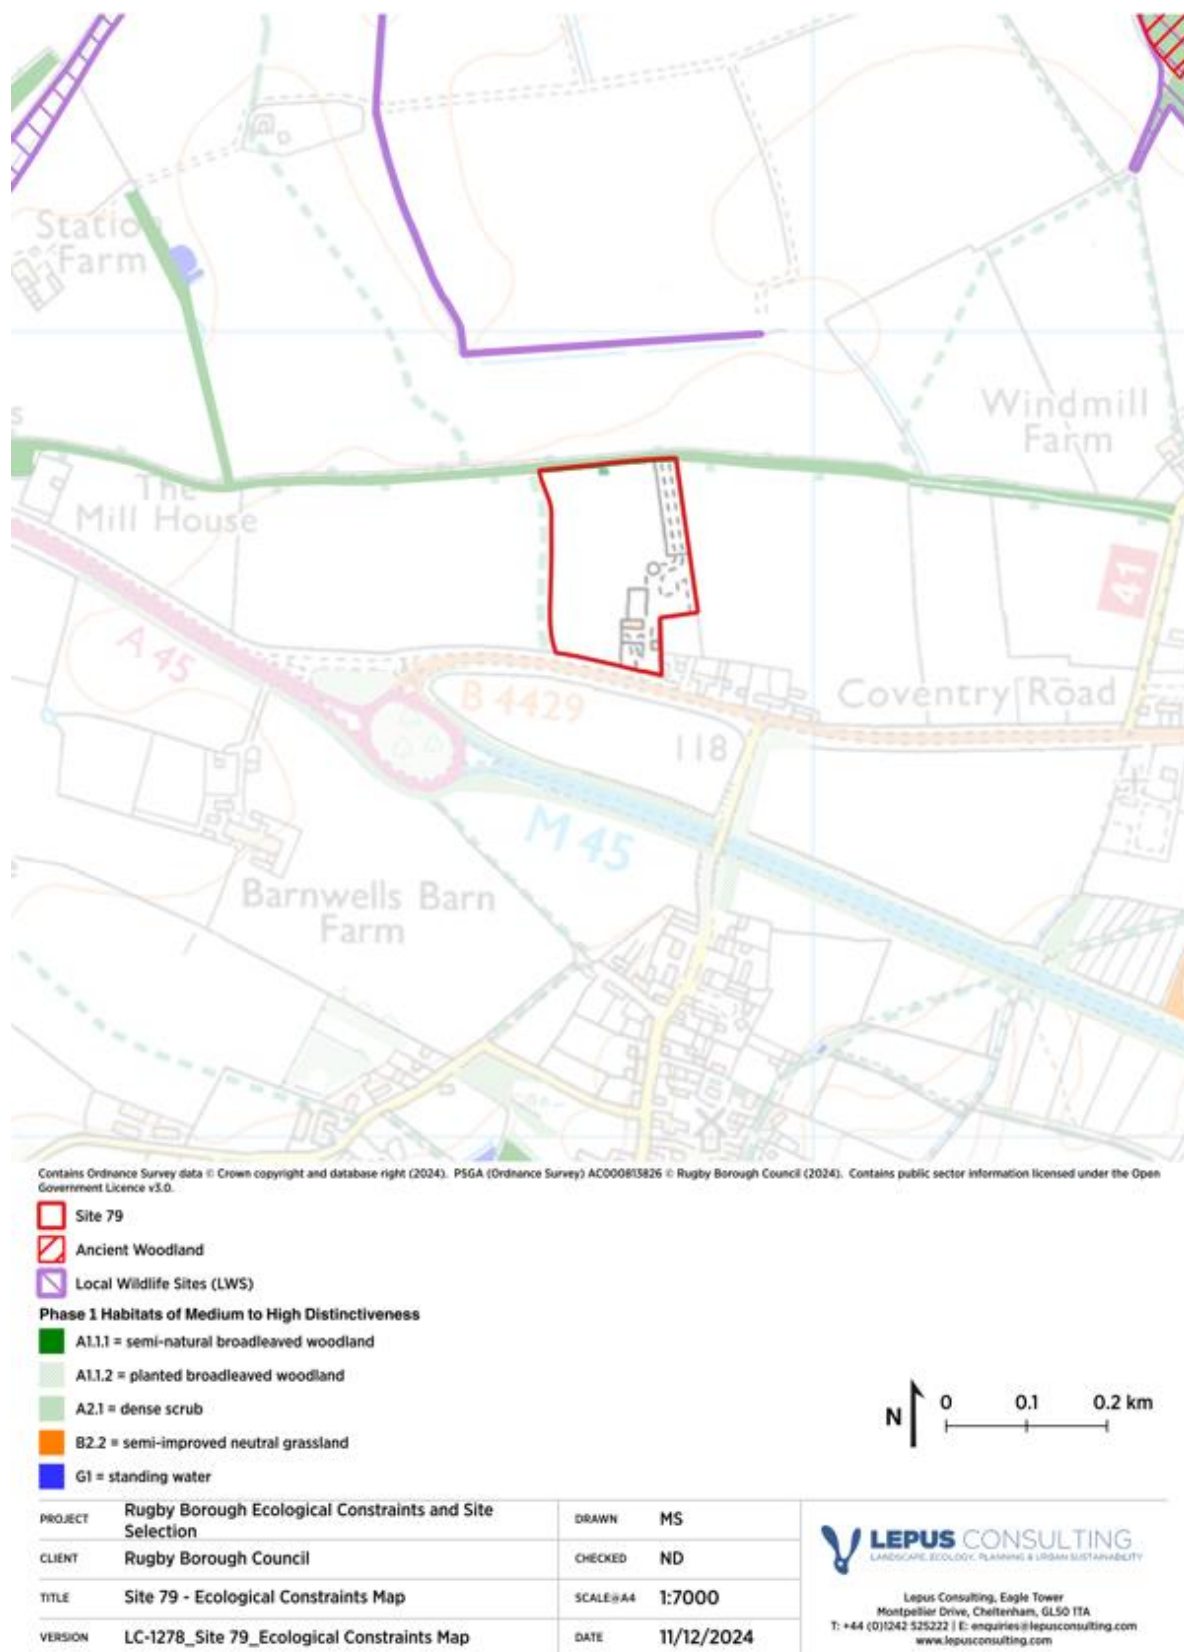 Station
Farm
s
Windmill
Farm
The
Mill House
41
A 45
B 4429
Coventry Road
118
M 45
e
Barnwells Barn
Farm
Contains Ordnance Survey data © Crown copyright and database right (2024). PSGA (Ordnance Survey) AC000813826 © Rugby Borough Council (2024). Contains public sector information licensed under the Open
Government Licence v3.0.
Site 79
Ancient Woodland
Local Wildlife Sites (LWS)
Phase 1 Habitats of Medium to High Distinctiveness
A1.1.1 = semi-natural broadleaved woodland
A1.1.2 = planted broadleaved woodland
A2.1 = dense scrub
B2.2 = semi-improved neutral grassland
G1 = standing water
N
0 0.1 0.2 km
PROJECT Rugby Borough Ecological Constraints and Site
Selection
DRAWN MS
CLIENT Rugby Borough Council
CHECKED ND
TITLE Site 79 - Ecological Constraints Map
SCALE@A4 1:7000
VERSION LC-1278_Site 79_Ecological Constraints Map
DATE 11/12/2024
LEPUS CONSULTING
LANDSCAPE, ECOLOGY, PLANNING & URBAN SUSTAINABILITY
Lepus Consulting, Eagle Tower
Montpellier Drive, Cheltenham, GL50 1TA
T: +44 (0)1242 525222 | E: enquiries@lepusconsulting.com
www.lepusconsulting.com